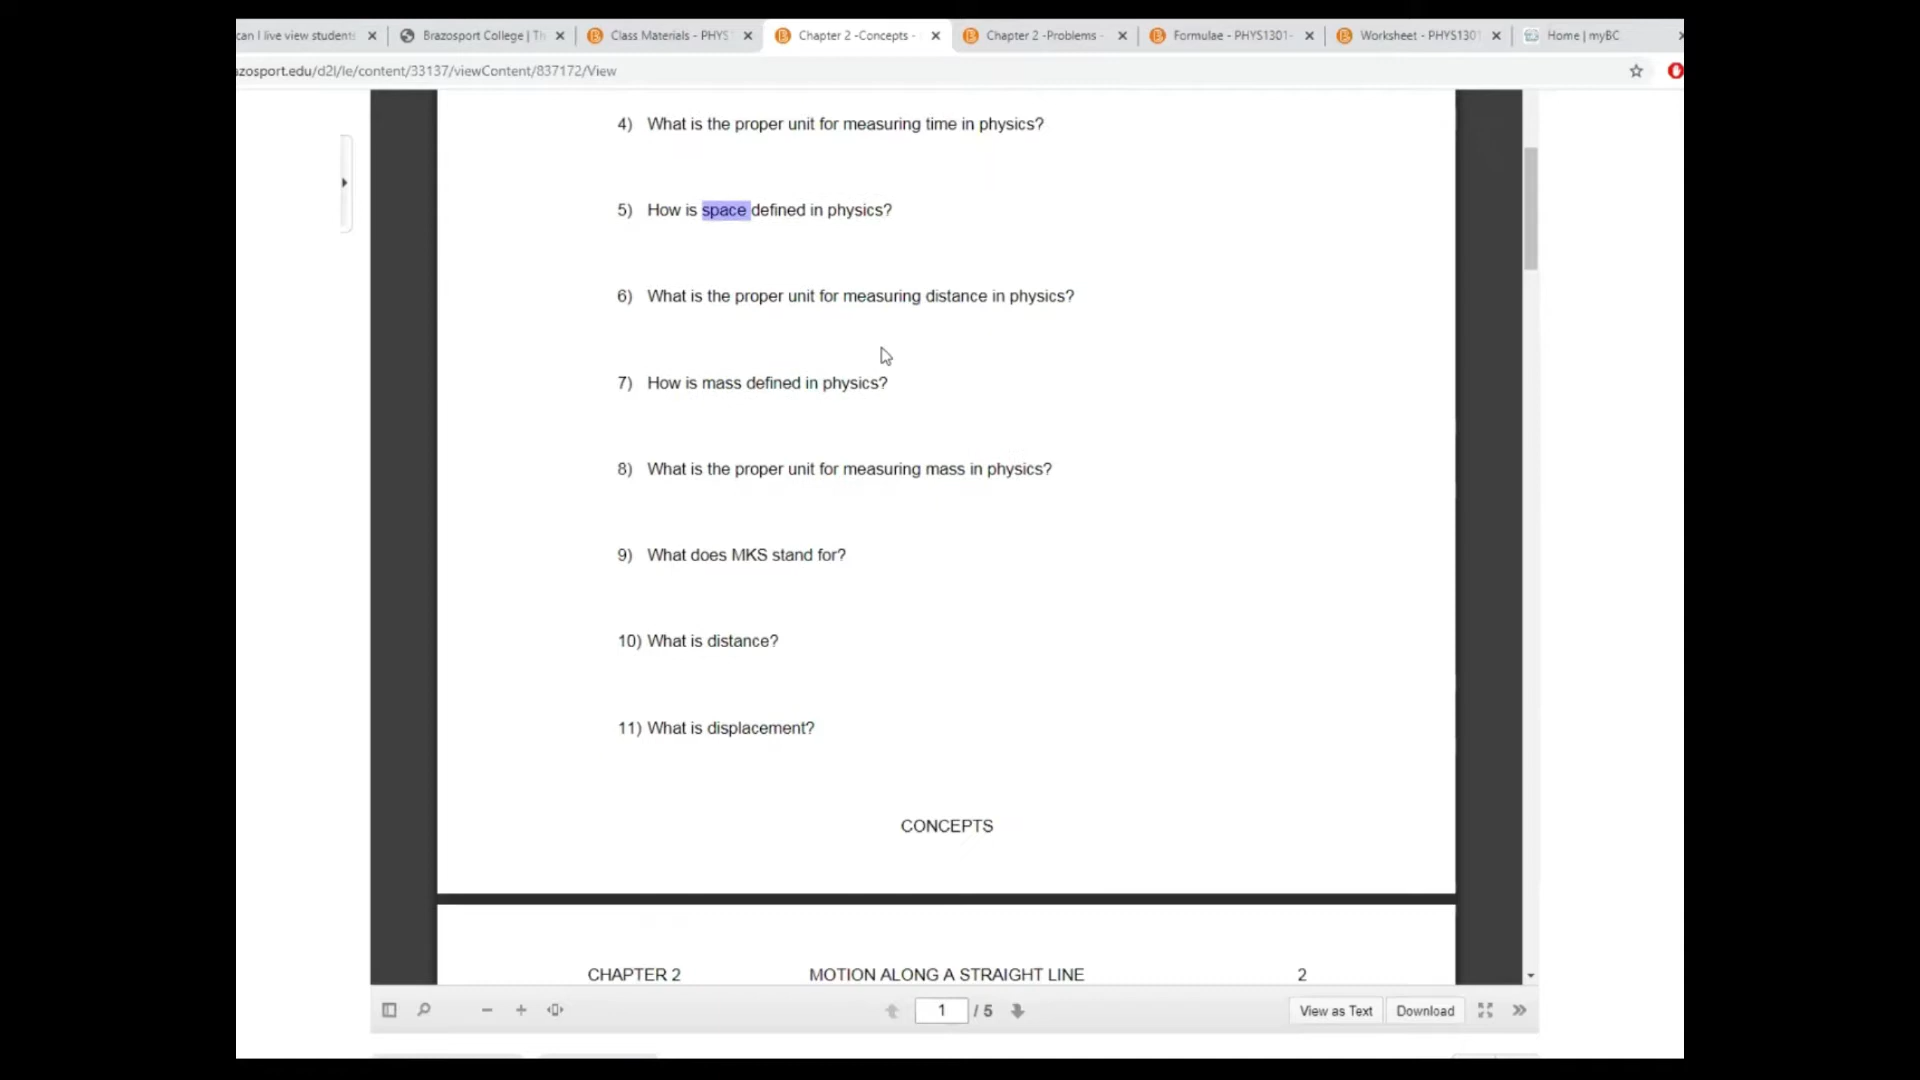 can I live view students
Brazosport College | Th
Class Materials - PHYS
Chapter 2 -Concepts -
Chapter 2 -Problems -
Formulae - PHYS1301-
Worksheet - PHYS1301
Home | myBC
zosport.edu/d2l/le/content/33137/viewContent/837172/View
4) What is the proper unit for measuring time in physics?
5) How is space defined in physics?
6) What is the proper unit for measuring distance in physics?
7) How is mass defined in physics?
8) What is the proper unit for measuring mass in physics?
9) What does MKS stand for?
10) What is distance?
11) What is displacement?
CONCEPTS
CHAPTER 2 MOTION ALONG A STRAIGHT LINE 2
1 / 5 View as Text Download